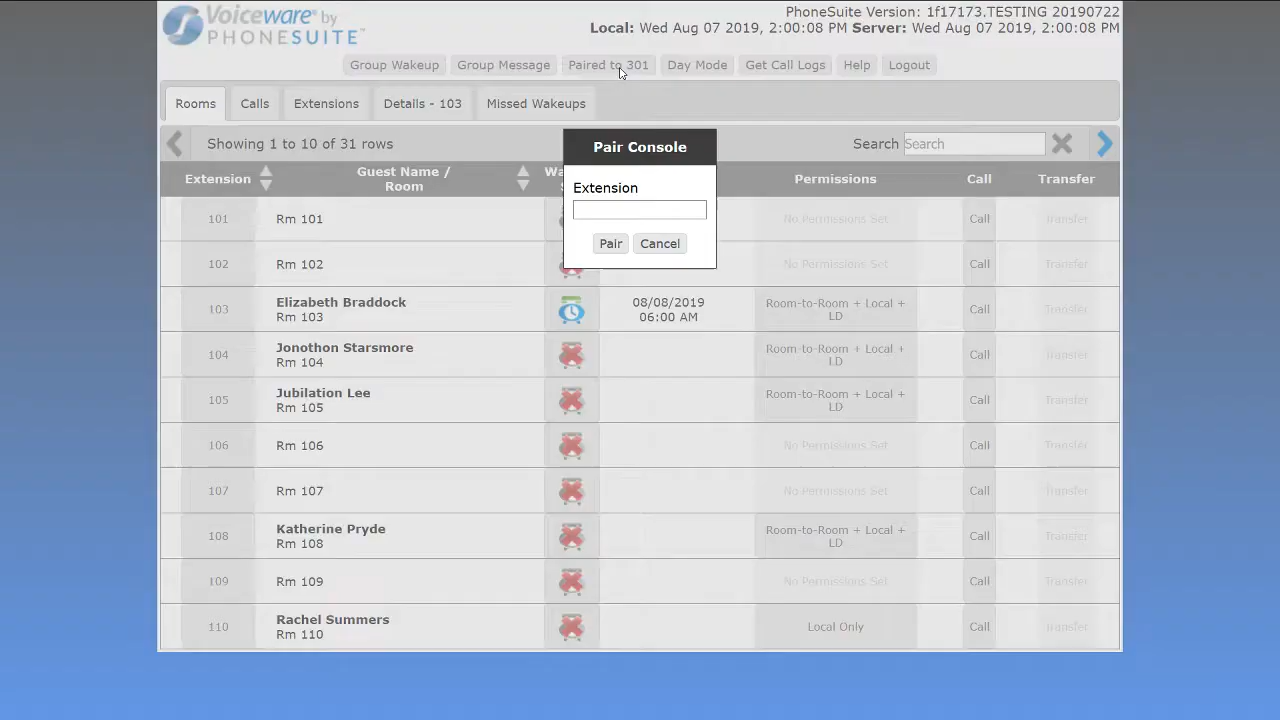 Voiceware® by
PHONESUITE™
PhoneSuite Version: 1f17173.TESTING 20190722
Local: Wed Aug 07 2019, 2:00:08 PM Server: Wed Aug 07 2019, 2:00:08 PM
Group Wakeup Group Message Paired to 301 Day Mode Get Call Logs Help Logout
Rooms Calls Extensions Details - 103 Missed Wakeups
Showing 1 to 10 of 31 rows Search Search
Extension Guest Name / Room Permissions Call Transfer
101 Rm 101 No Permissions Set Call Transfer
102 Rm 102 No Permissions Set Call Transfer
103 Elizabeth Braddock 08/08/2019 Room-to-Room + Local + Call Transfer
Rm 103 06:00 AM LD
104 Jonothon Starsmore Room-to-Room + Local + Call Transfer
Rm 104 LD
105 Jubilation Lee Room-to-Room + Local + Call Transfer
Rm 105 LD
106 Rm 106 No Permissions Set Call Transfer
107 Rm 107 No Permissions Set Call Transfer
108 Katherine Pryde Room-to-Room + Local + Call Transfer
Rm 108 LD
109 Rm 109 No Permissions Set Call Transfer
110 Rachel Summers Local Only Call Transfer
Rm 110
Pair Console
Extension
Pair Cancel